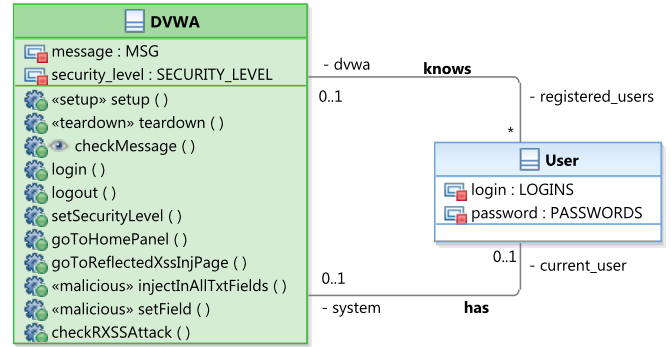 DVWA
message : MSG
security_level : SECURITY_LEVEL
«setup» setup ( )
«teardown» teardown ( )
checkMessage ( )
login ( )
logout ( )
setSecurityLevel ( )
goToHomePanel ( )
goToReflectedXssInjPage ( )
«malicious» injectInAllTxtFields ( )
«malicious» setField ( )
checkRXSSAttack ( )
- dvwa
knows
0..1
- registered_users
*
User
login : LOGINS
password : PASSWORDS
0..1
- current_user
0..1
- system
has